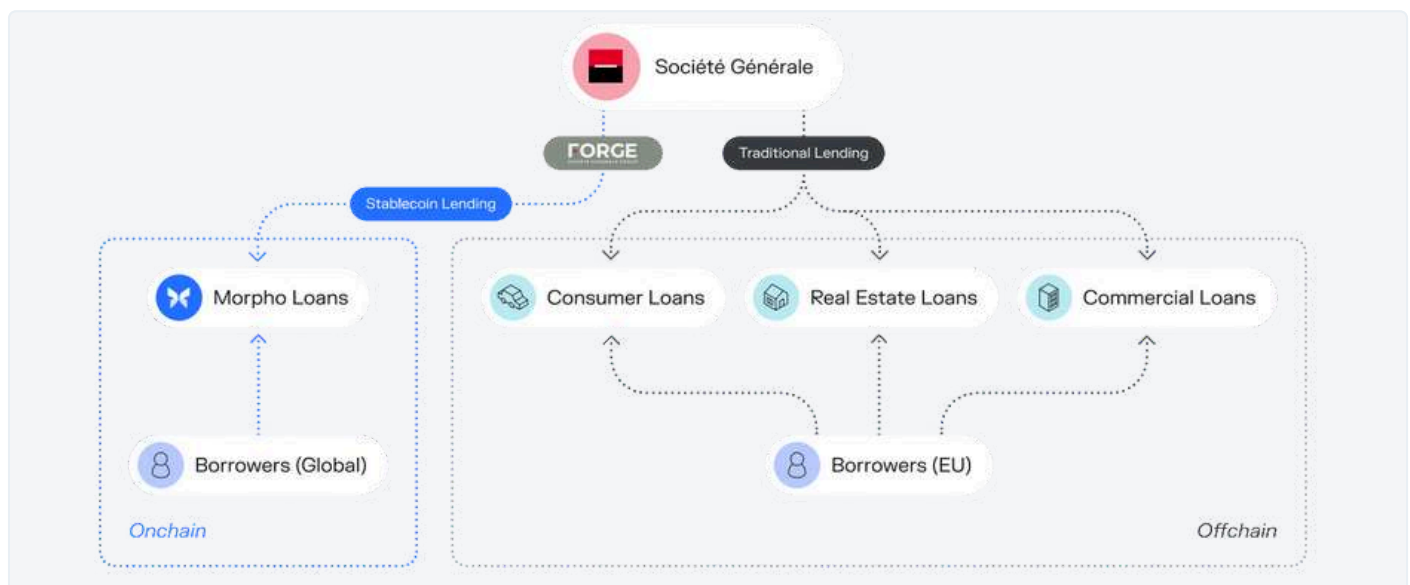 Société Générale
FORGE
Traditional Lending
Stablecoin Lending
Morpho Loans
Consumer Loans
Real Estate Loans
Commercial Loans
Borrowers (Global)
Borrowers (EU)
Onchain
Offchain